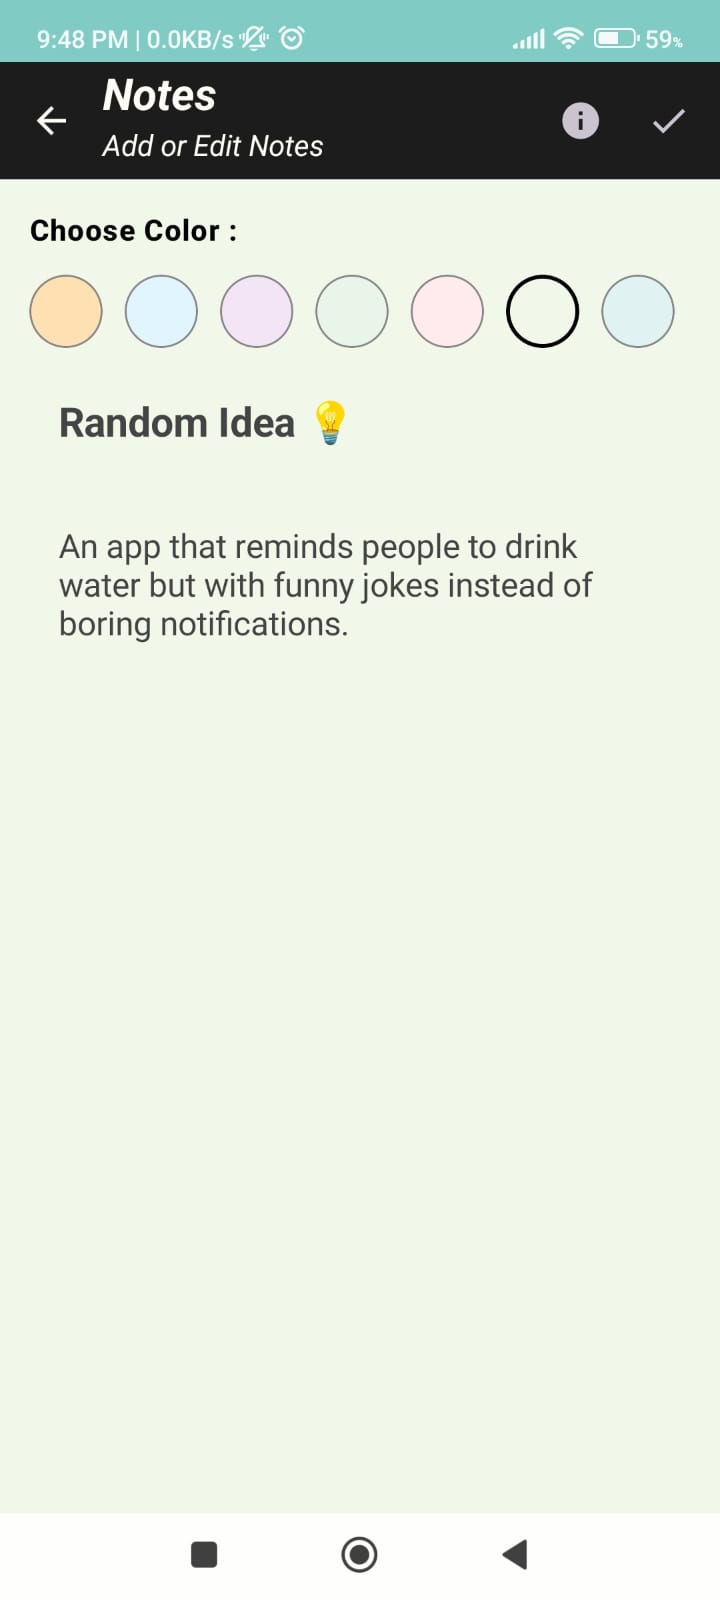 9:48 PM | 0.0KB/s 59%
Notes
Add or Edit Notes
Choose Color :
Random Idea 💡
An app that reminds people to drink
water but with funny jokes instead of
boring notifications.